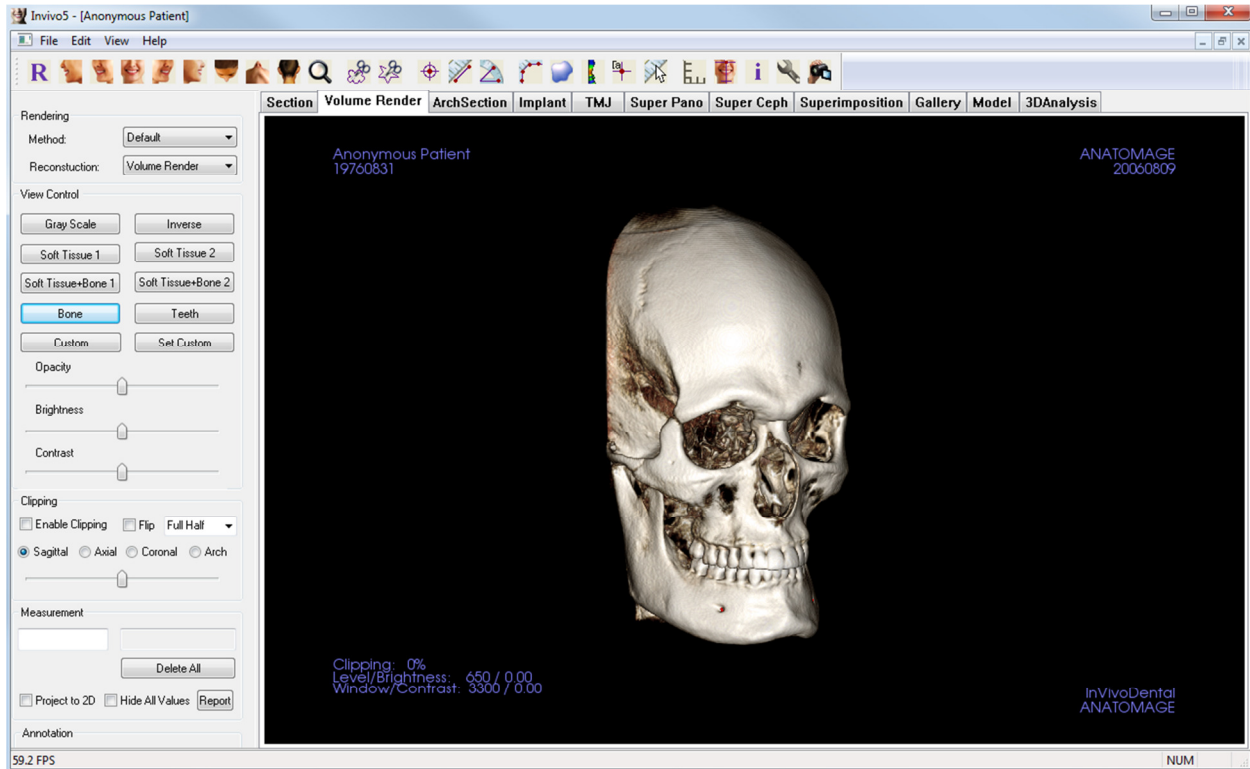 Invivo5 - [Anonymous Patient]
File Edit View Help
R
Section Volume Render ArchSection Implant TMJ Super Pano Super Ceph Superimposition Gallery Model 3DAnalysis
Rendering
Method: Default
Reconstuction: Volume Render
View Control
Gray Scale Inverse
Soft Tissue 1 Soft Tissue 2
Soft Tissue+Bone 1 Soft Tissue+Bone 2
Bone Teeth
Custom Set Custom
Opacity
Brightness
Contrast
Clipping
Enable Clipping Flip Full Half
Sagittal Axial Coronal Arch
Measurement
Delete All
Project to 2D Hide All Values Report
Annotation
Anonymous Patient
19760831
ANATOMAGE
20060809
Clipping: 0%
Level/Brightness: 650 / 0.00
Window/Contrast: 3300 / 0.00
InVivoDental
ANATOMAGE
59.2 FPS
NUM